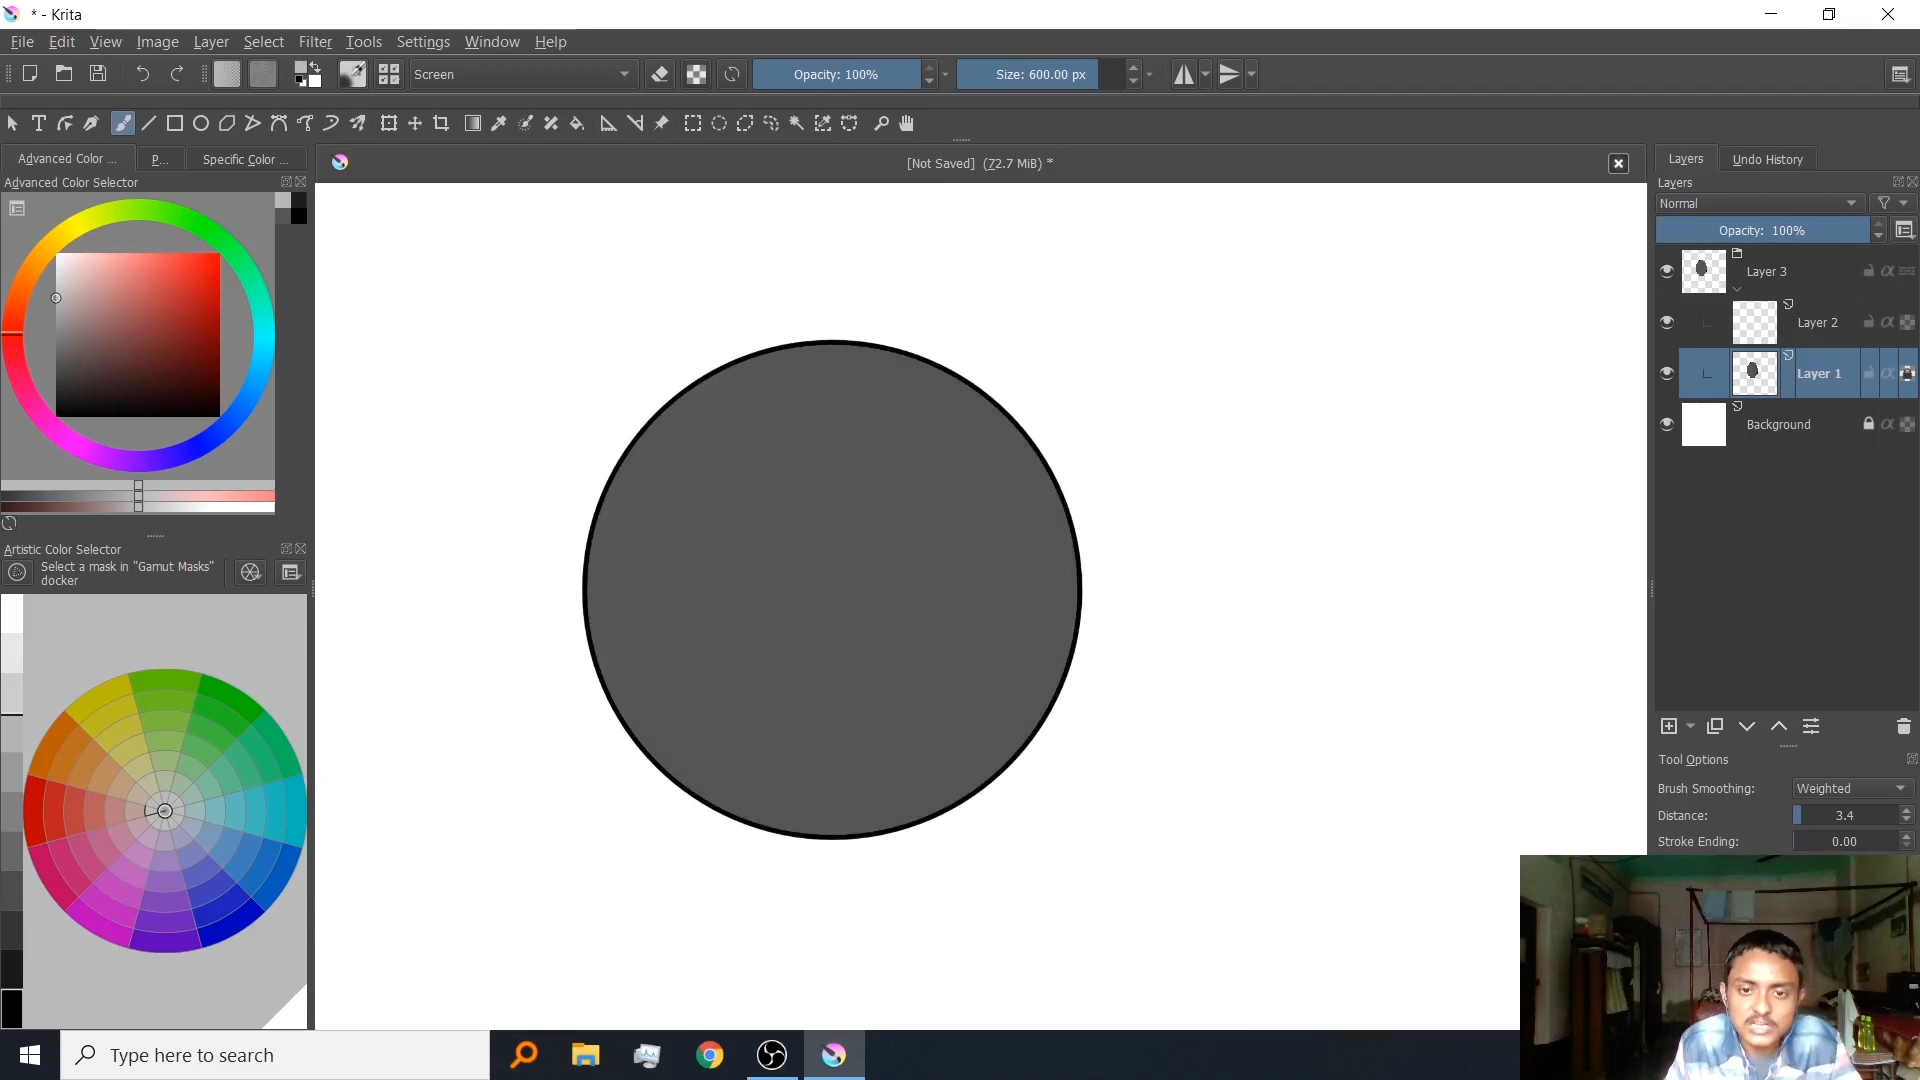 * - Krita
File Edit View Image Layer Select Filter Tools Settings Window Help
Screen
Opacity: 100%
Size: 600.00 px
Advanced Color ...
P...
Specific Color ...
[Not Saved] (72.7 MiB) *
Layers
Undo History
Advanced Color Selector
Layers
Normal
Opacity: 100%
Layer 3
Layer 2
Layer 1
Background
Artistic Color Selector
Select a mask in "Gamut Masks"
docker
Tool Options
Brush Smoothing:
Weighted
Distance:
3.4
Stroke Ending:
0.00
Type here to search